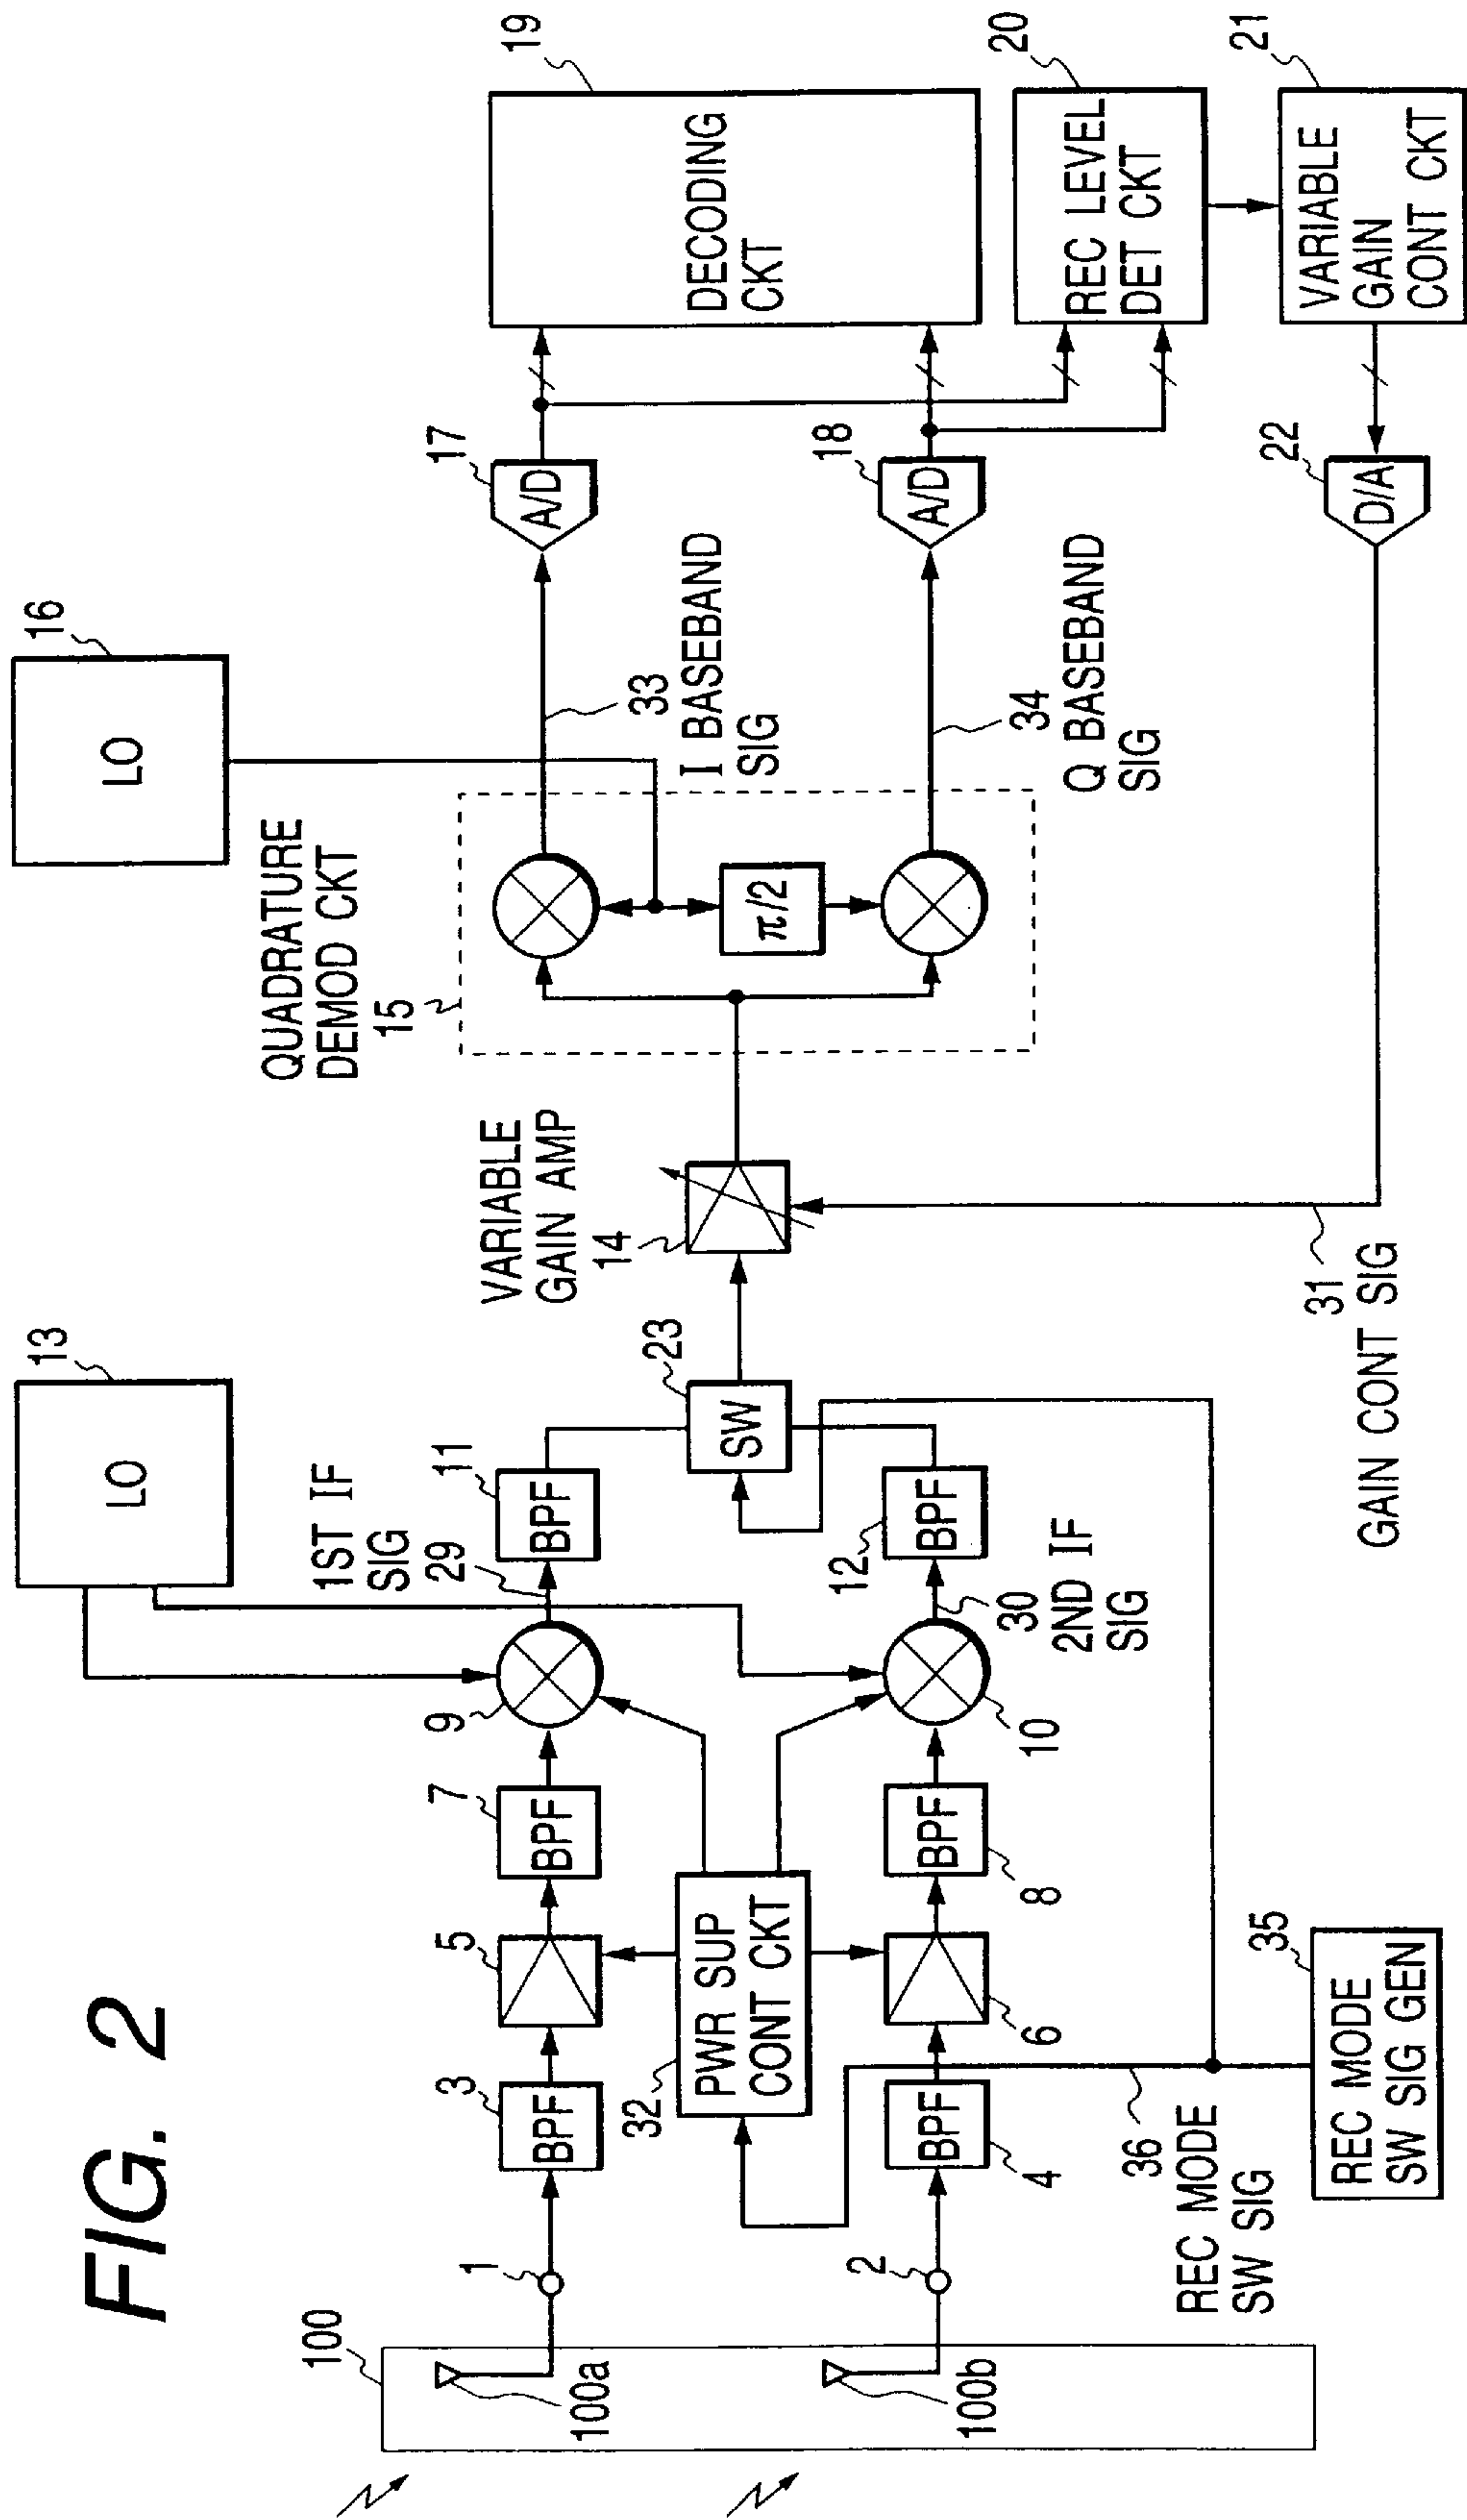 FIG. 2
100
100a
100b
1
2
3
BPF
4
BPF
5
6
7
BPF
8
BPF
32
PWR SUP
CONT CKT
9
10
13
LO
1ST IF
SIG
29
30
2ND IF
SIG
11
BPF
12
BPF
23
SW
36
REC MODE
SW SIG
35
REC MODE
SW SIG GEN
VARIABLE
GAIN AMP
14
31
GAIN CONT SIG
QUADRATURE
DEMOD CKT
15
π/2
16
LO
33
I BASEBAND
SIG
34
Q BASEBAND
SIG
17
A/D
18
A/D
22
D/A
19
DECODING
CKT
20
REC LEVEL
DET CKT
21
VARIABLE
GAIN
CONT CKT